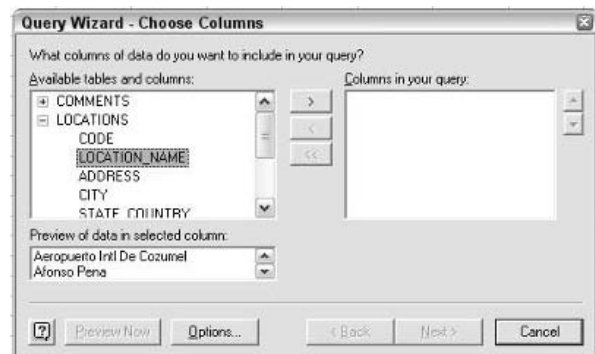 Query Wizard - Choose Columns
What columns of data do you want to include in your query?
Available tables and columns:
Columns in your query:
COMMENTS
LOCATIONS
CODE
LOCATION_NAME
ADDRESS
CITY
STATE_COUNTRY
>
<
<<
Preview of data in selected column:
Aeropuerto Intl De Cozumel
Afonso Pena
?
Preview Now
Options...
< Back
Next >
Cancel